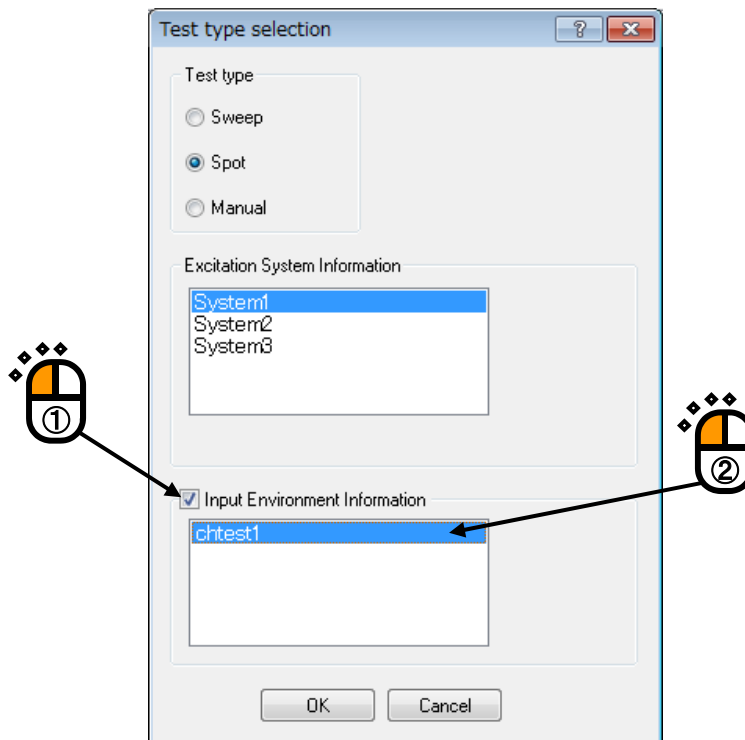 Test type selection
Test type
Sweep
Spot
Manual
Excitation System Information
System1
System2
System3
①
②
Input Environment Information
chtest1
OK
Cancel